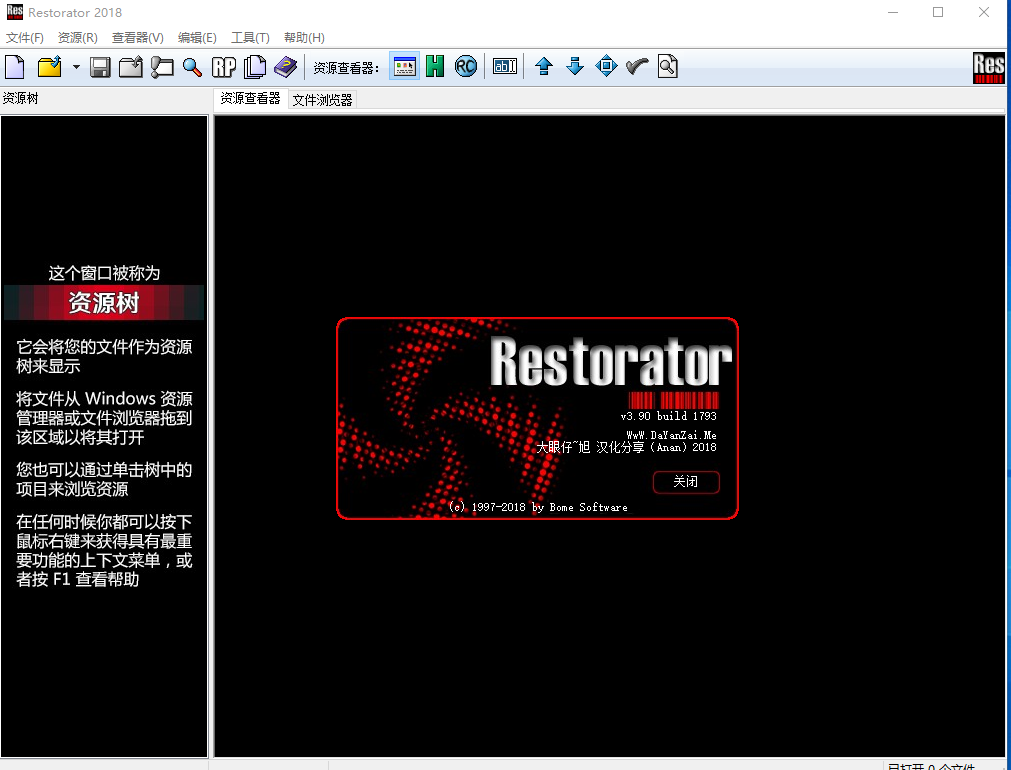 Res Restorator 2018
文件(F) 资源(R) 查看器(V) 编辑(E) 工具(T) 帮助(H)
RP 资源查看器: H RC abI Res
资源树 资源查看器 文件浏览器
这个窗口被称为
资源树
它会将您的文件作为资源
树来显示
将文件从 Windows 资源
管理器或文件浏览器拖到
该区域以将其打开
您也可以通过单击树中的
项目来浏览资源
在任何时候你都可以按下
鼠标右键来获得具有最重
要功能的上下文菜单，或
者按 F1 查看帮助
Restorator
v3.90 build 1793
WwW.DaYanZai.Me
大眼仔~旭 汉化分享 (Anan) 2018
关闭
(c) 1997-2018 by Bome Software
已打开 0 个文件